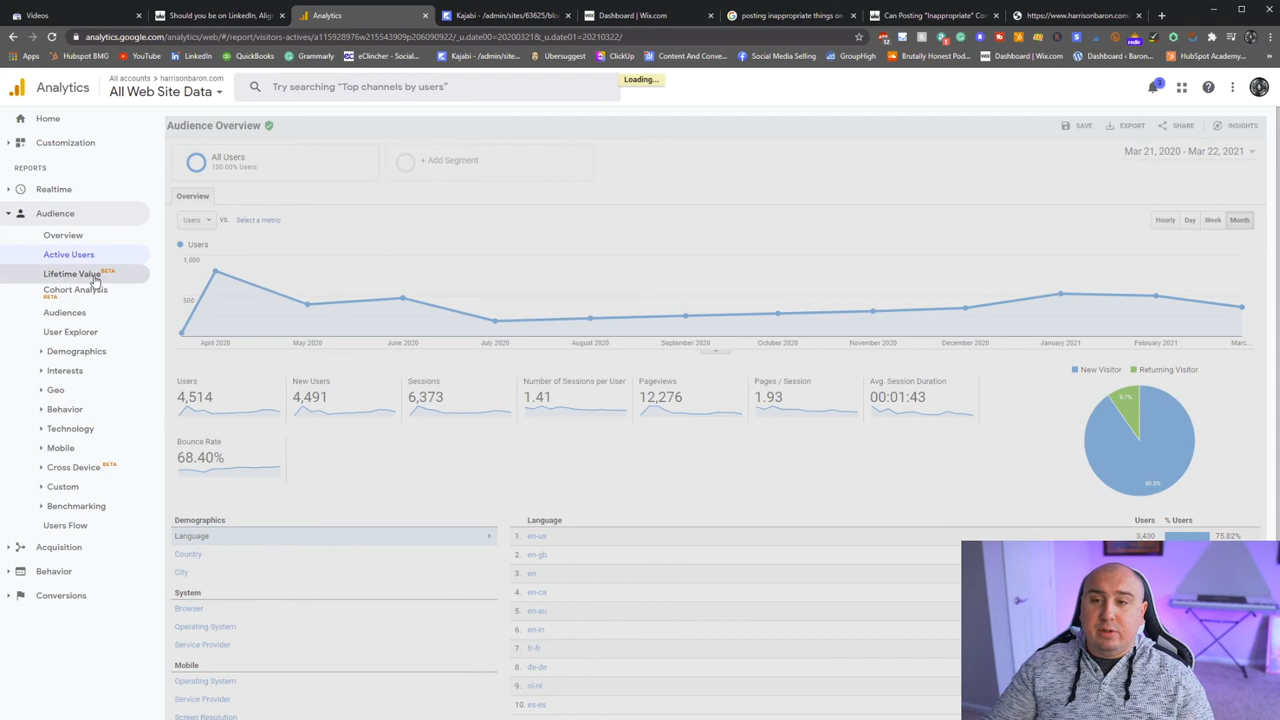 Videos
Should you be on LinkedIn, Align
Analytics
Kajabi - /admin/sites/63625/blo
Dashboard | Wix.com
posting inappropriate things on
Can Posting "Inappropriate" Co
https://www.harrisonbaron.com/
analytics.google.com/analytics/web/#/report/visitors-actives/a115928976w215543909p206090922/_u.date00=20200321&_u.date01=20210322/
Apps
Hubspot BMG
YouTube
LinkedIn
QuickBooks
Grammarly
eClincher - Social...
Kajabi - /admin/site...
Ubersuggest
ClickUp
Content And Conve...
Social Media Selling
GrowthHub
Brutally Honest Pod...
Dashboard | Wix.com
Dashboard ‹ Baron...
HubSpot Academy...
Analytics
All accounts > harrisonbaron.com
All Web Site Data
Try searching "Top channels by users"
Loading...
3
Home
Customization
REPORTS
Realtime
Audience
Overview
Active Users
Lifetime Value BETA
Cohort Analysis
BETA
Audiences
User Explorer
Demographics
Interests
Geo
Behavior
Technology
Mobile
Cross Device BETA
Custom
Benchmarking
Users Flow
Acquisition
Behavior
Conversions
Audience Overview
SAVE
EXPORT
SHARE
INSIGHTS
All Users
100.00% Users
+ Add Segment
Mar 21, 2020 - Mar 22, 2021
Overview
Users
VS.
Select a metric
Hourly
Day
Week
Month
Users
1,000
500
April 2020
May 2020
June 2020
July 2020
August 2020
September 2020
October 2020
November 2020
December 2020
January 2021
February 2021
Marc...
Users
4,514
New Users
4,491
Sessions
6,373
Number of Sessions per User
1.41
Pageviews
12,276
Pages / Session
1.93
Avg. Session Duration
00:01:43
Bounce Rate
68.40%
New Visitor
Returning Visitor
9.7%
90.3%
Demographics
Language
Country
City
System
Browser
Operating System
Service Provider
Mobile
Operating System
Service Provider
Screen Resolution
Language
Users
% Users
1. en-us
3,430
75.82%
2. en-gb
3. en
4. en-ca
5. en-au
6. en-in
7. fr-fr
8. de-de
9. nl-nl
10. es-es